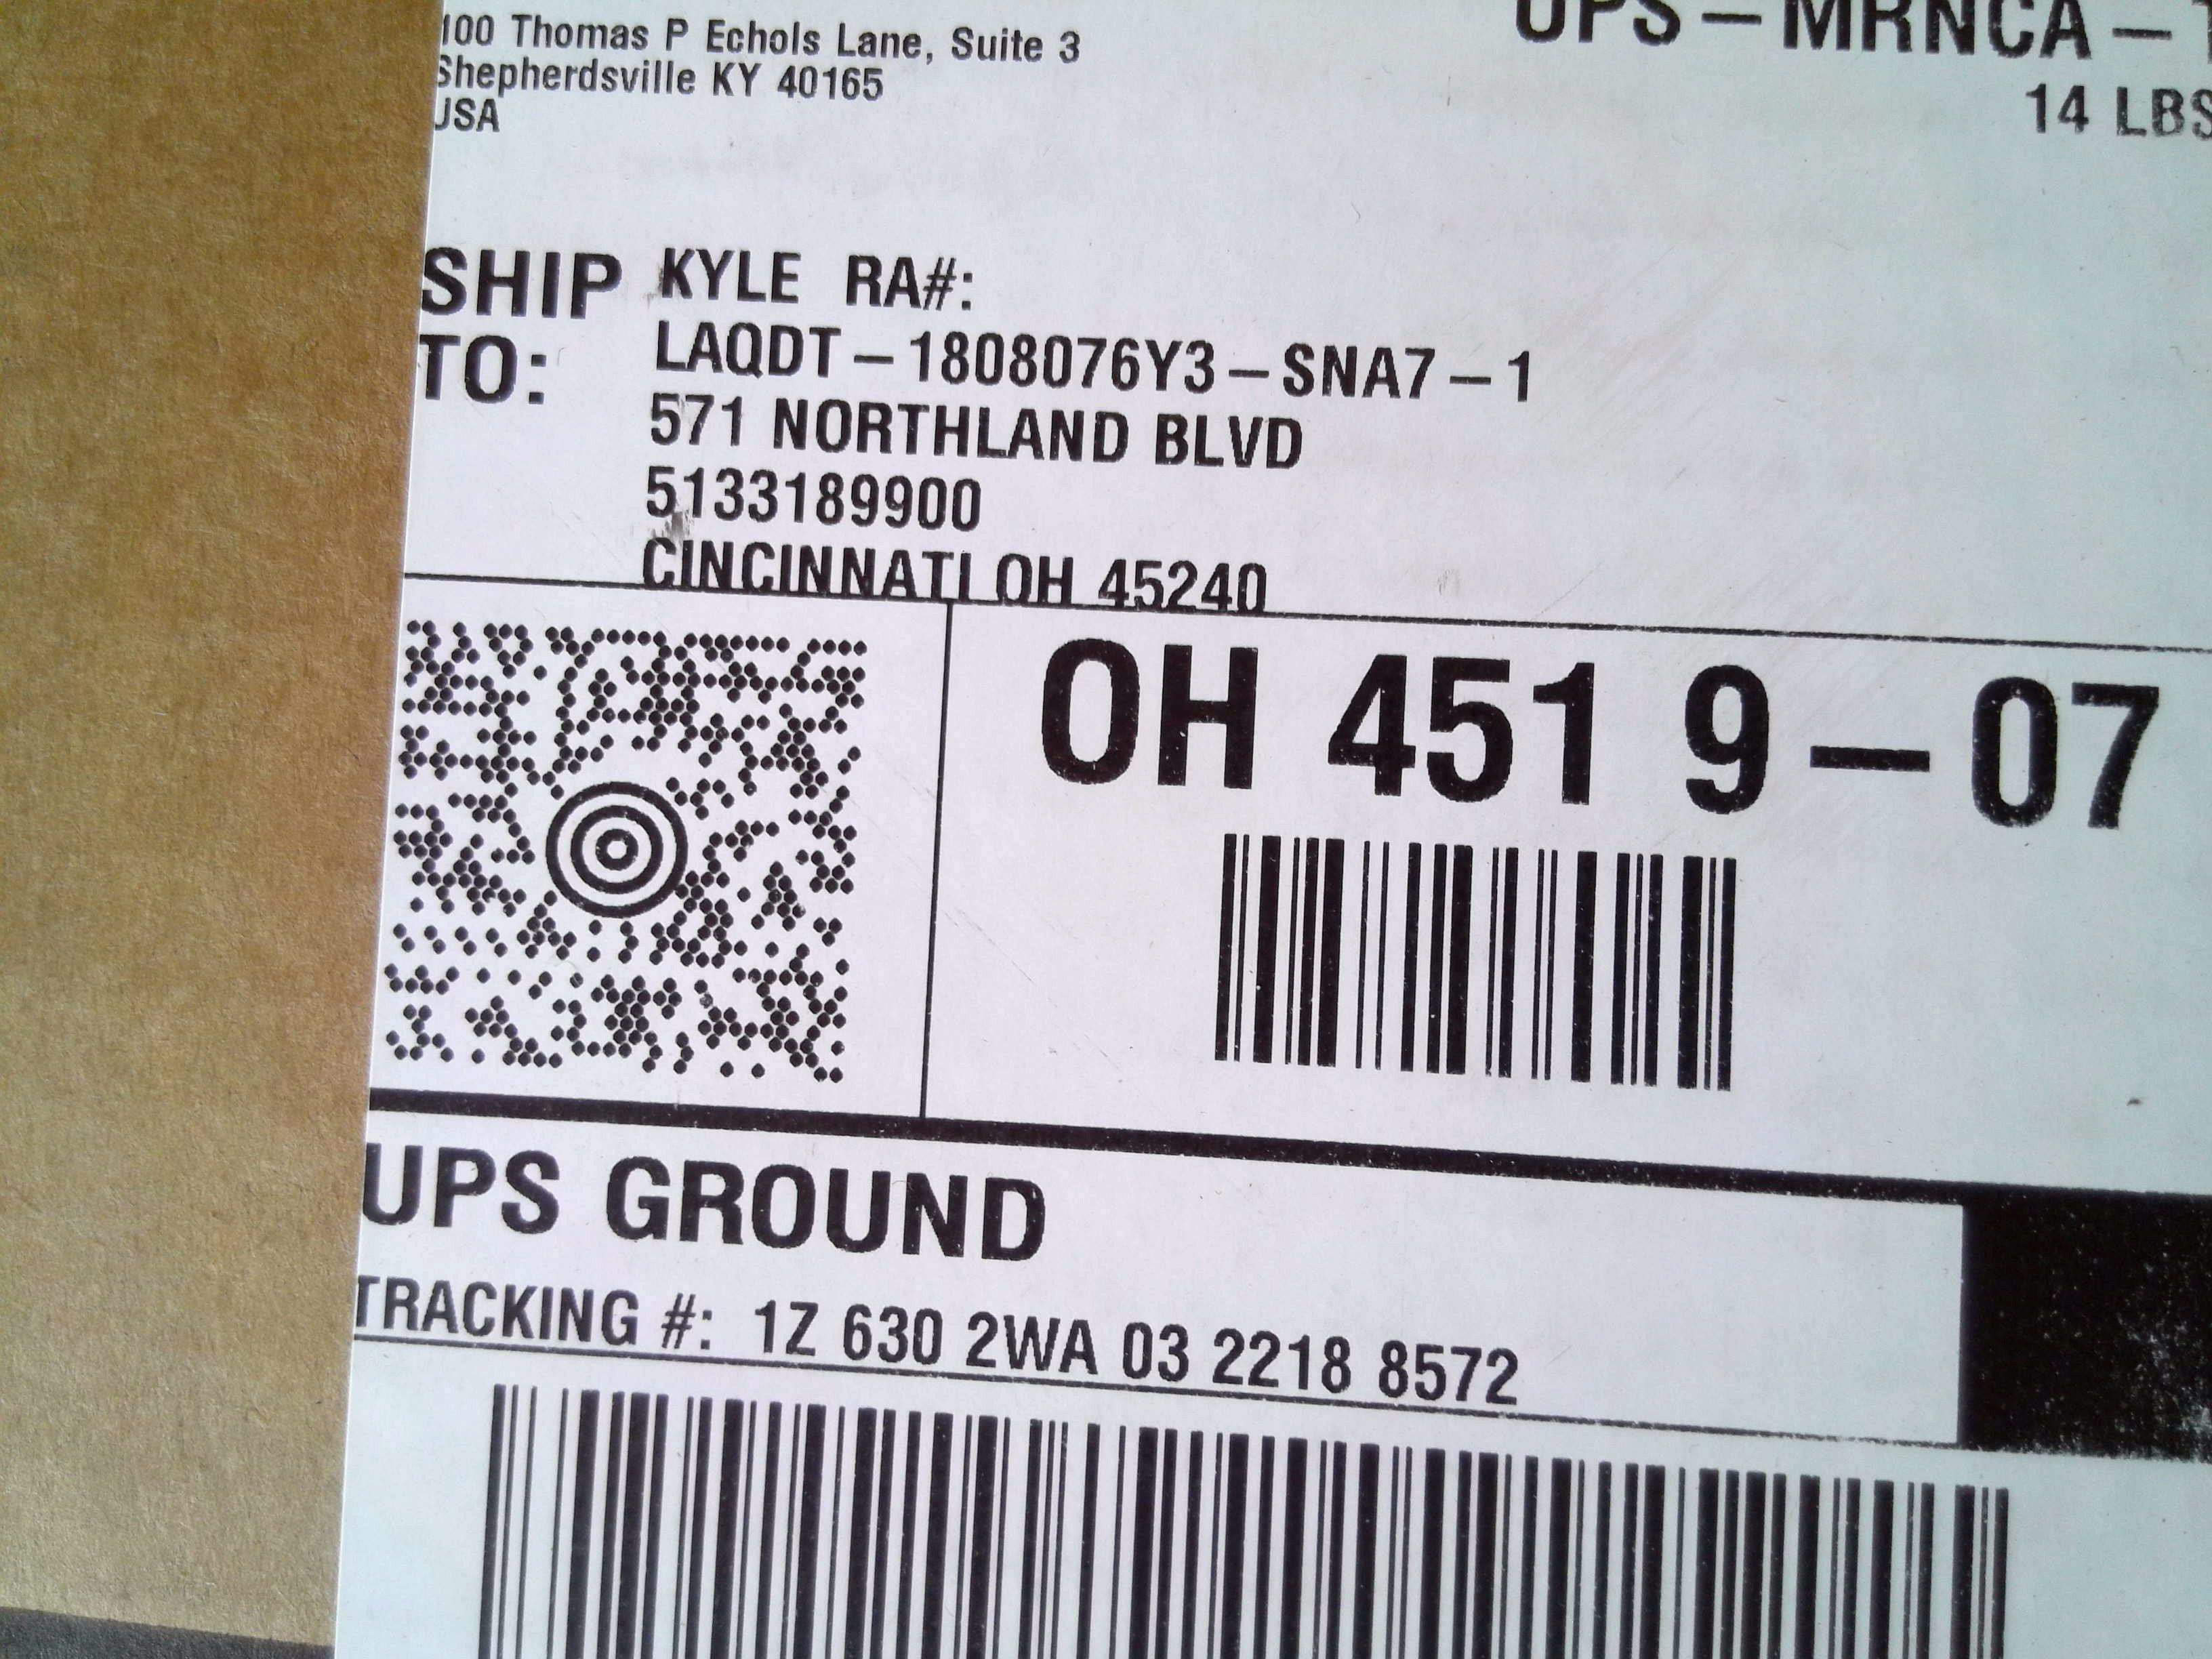 100 Thomas P Echols Lane, Suite 3
Shepherdsville KY 40165
USA
UPS – MRNCA –
14 LBS
SHIP TO:
KYLE RA#:
LAQDT – 1808076Y3 – SNA7 – 1
571 NORTHLAND BLVD
5133189900
CINCINNATI OH 45240
OH 451 9 – 07
UPS GROUND
TRACKING #: 1Z 630 2WA 03 2218 8572